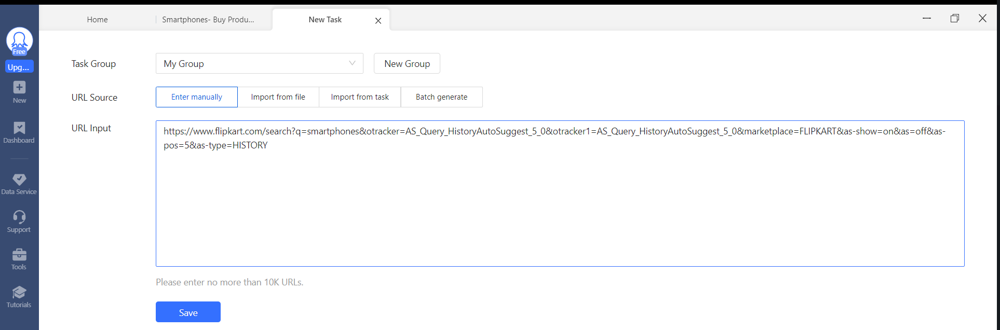 Home
Smartphones- Buy Produ...
New Task
Free
Upg...
New
Dashboard
Data Service
Support
Tools
Tutorials
Task Group
My Group
New Group
URL Source
Enter manually
Import from file
Import from task
Batch generate
URL Input
https://www.flipkart.com/search?q=smartphones&otracker=AS_Query_HistoryAutoSuggest_5_0&otracker1=AS_Query_HistoryAutoSuggest_5_0&marketplace=FLIPKART&as-show=on&as=off&as-
pos=5&as-type=HISTORY
Please enter no more than 10K URLs.
Save